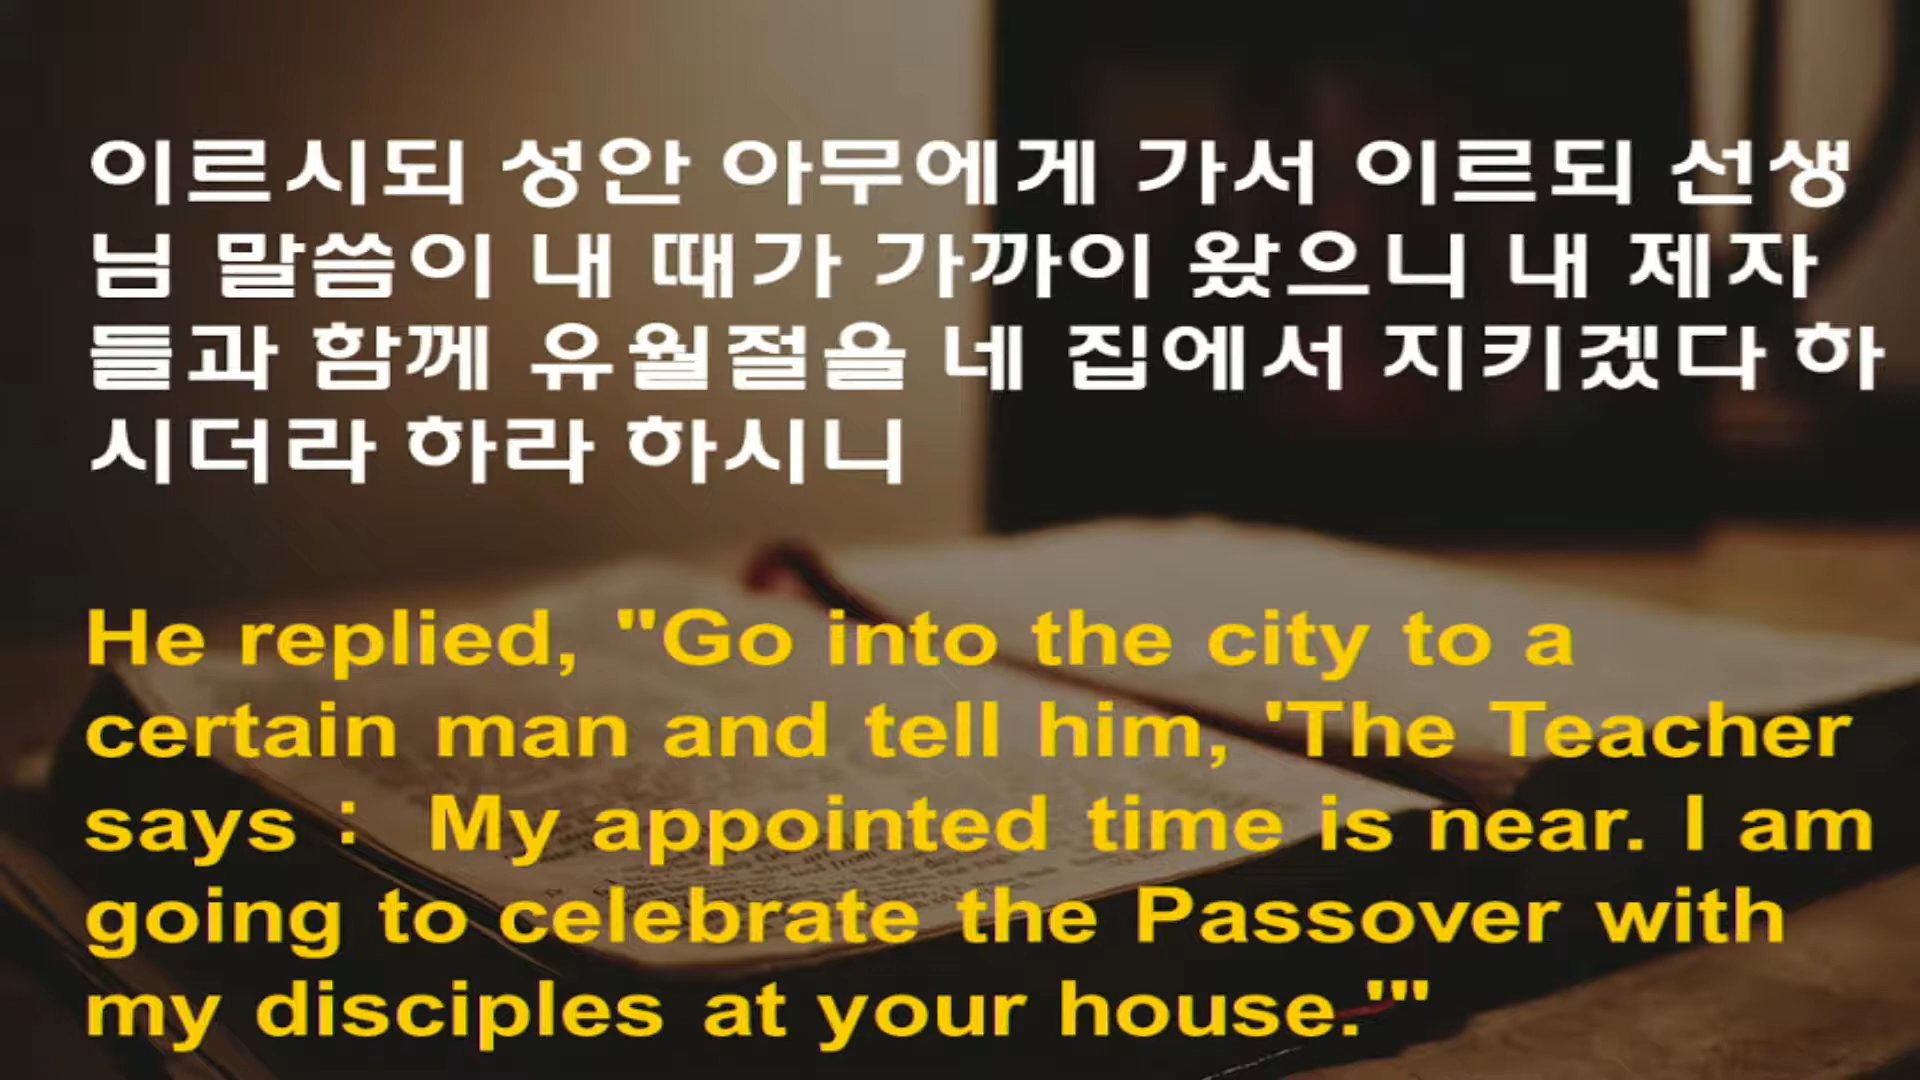 이르시되 성안 아무에게 가서 이르되 선생
님 말씀이 내 때가 가까이 왔으니 내 제자
들과 함께 유월절을 네 집에서 지키겠다 하
시더라 하라 하시니
He replied, "Go into the city to a
certain man and tell him, 'The Teacher
says : My appointed time is near. I am
going to celebrate the Passover with
my disciples at your house.'"